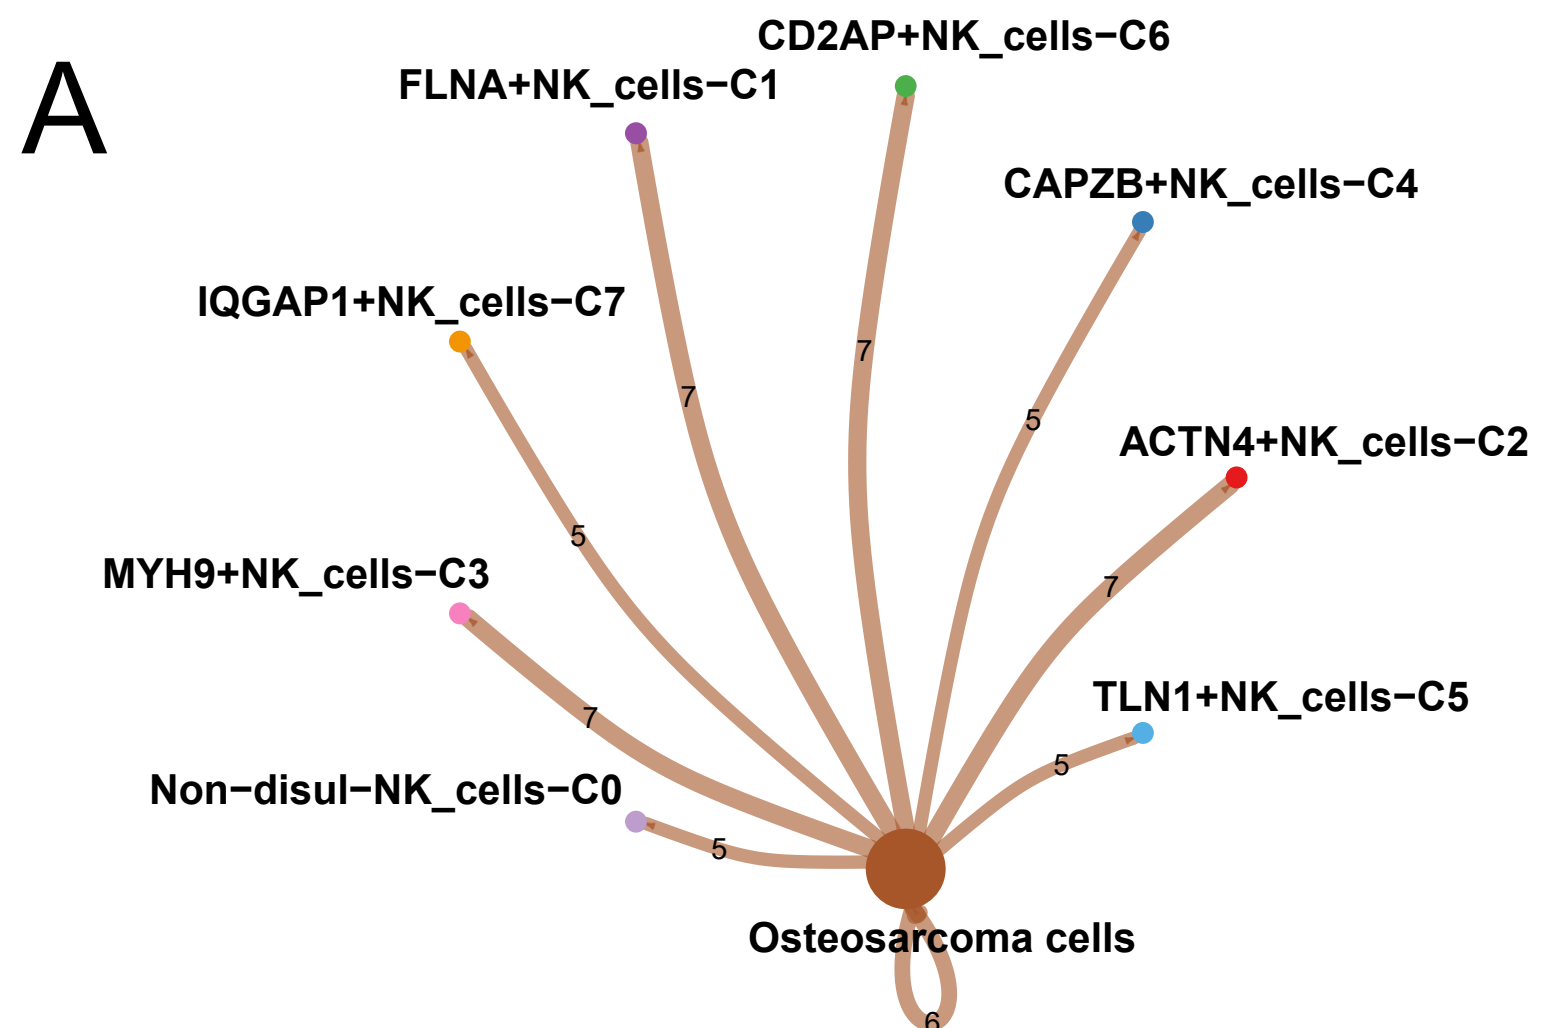 A
CD2AP+NK_cells−C6
FLNA+NK_cells−C1
CAPZB+NK_cells−C4
IQGAP1+NK_cells−C7
7
7
5
ACTN4+NK_cells−C2
5
MYH9+NK_cells−C3
7
7
TLN1+NK_cells−C5
5
Non−disul−NK_cells−C0
5
Osteosarcoma cells
6